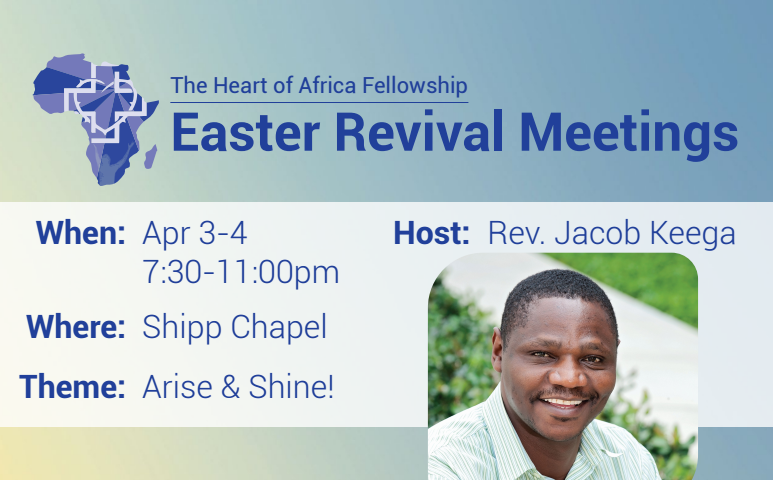 The Heart of Africa Fellowship
Easter Revival Meetings
When: Apr 3-4
7:30-11:00pm
Where: Shipp Chapel
Theme: Arise & Shine!
Host: Rev. Jacob Keega